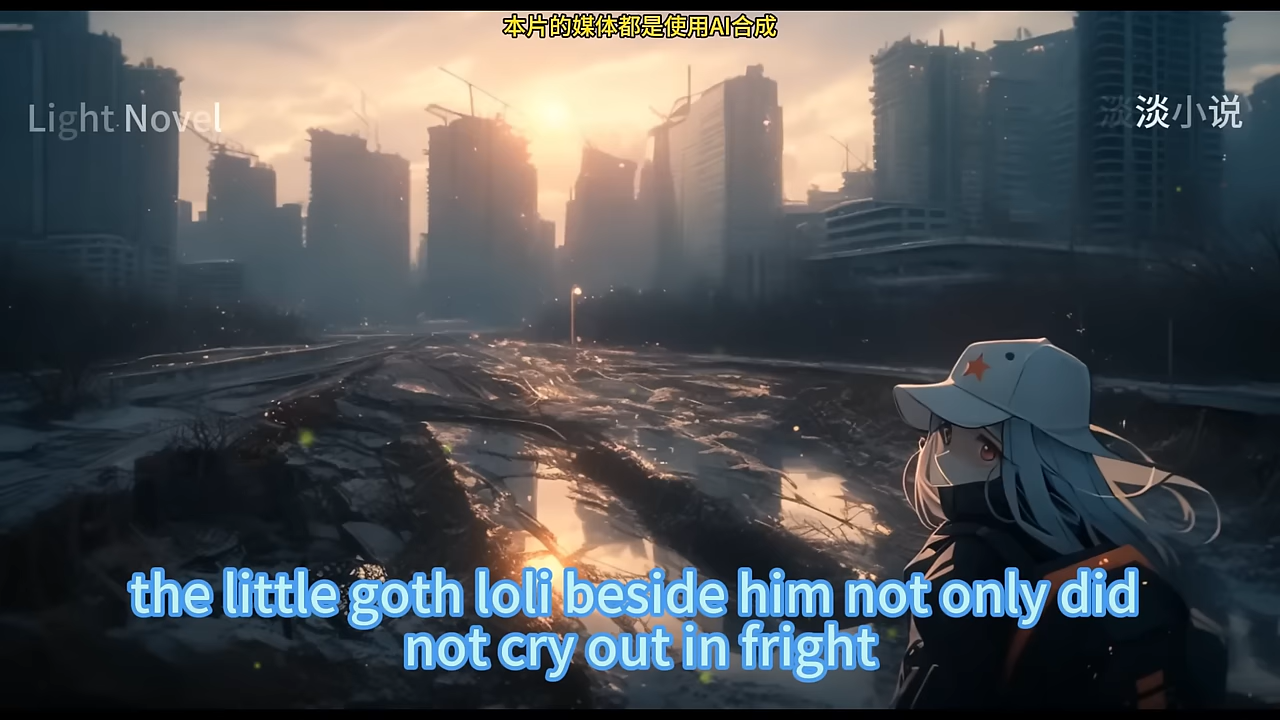 本片的媒体都是使用AI合成
Light Novel
淡淡小说
the little goth loli beside him not only did
not cry out in fright